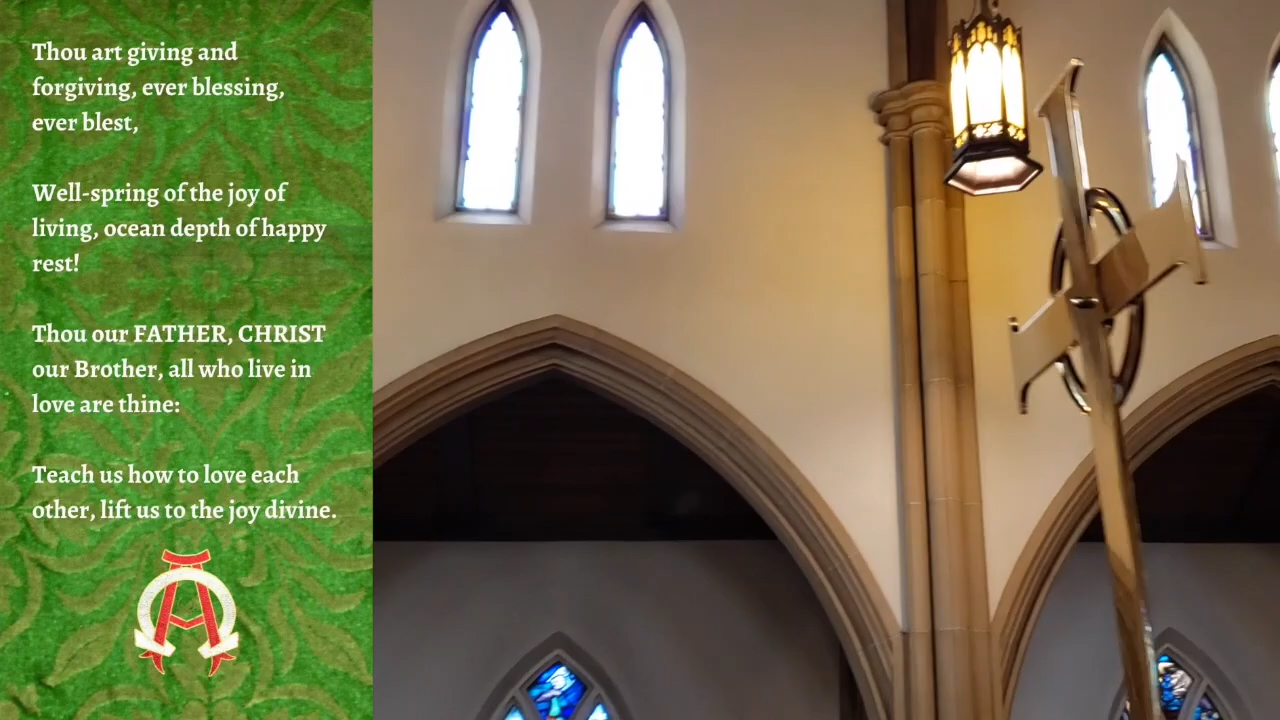 Thou art giving and
forgiving, ever blessing,
ever blest,
Well-spring of the joy of
living, ocean depth of happy
rest!
Thou our FATHER, CHRIST
our Brother, all who live in
love are thine:
Teach us how to love each
other, lift us to the joy divine.
ΑΩ